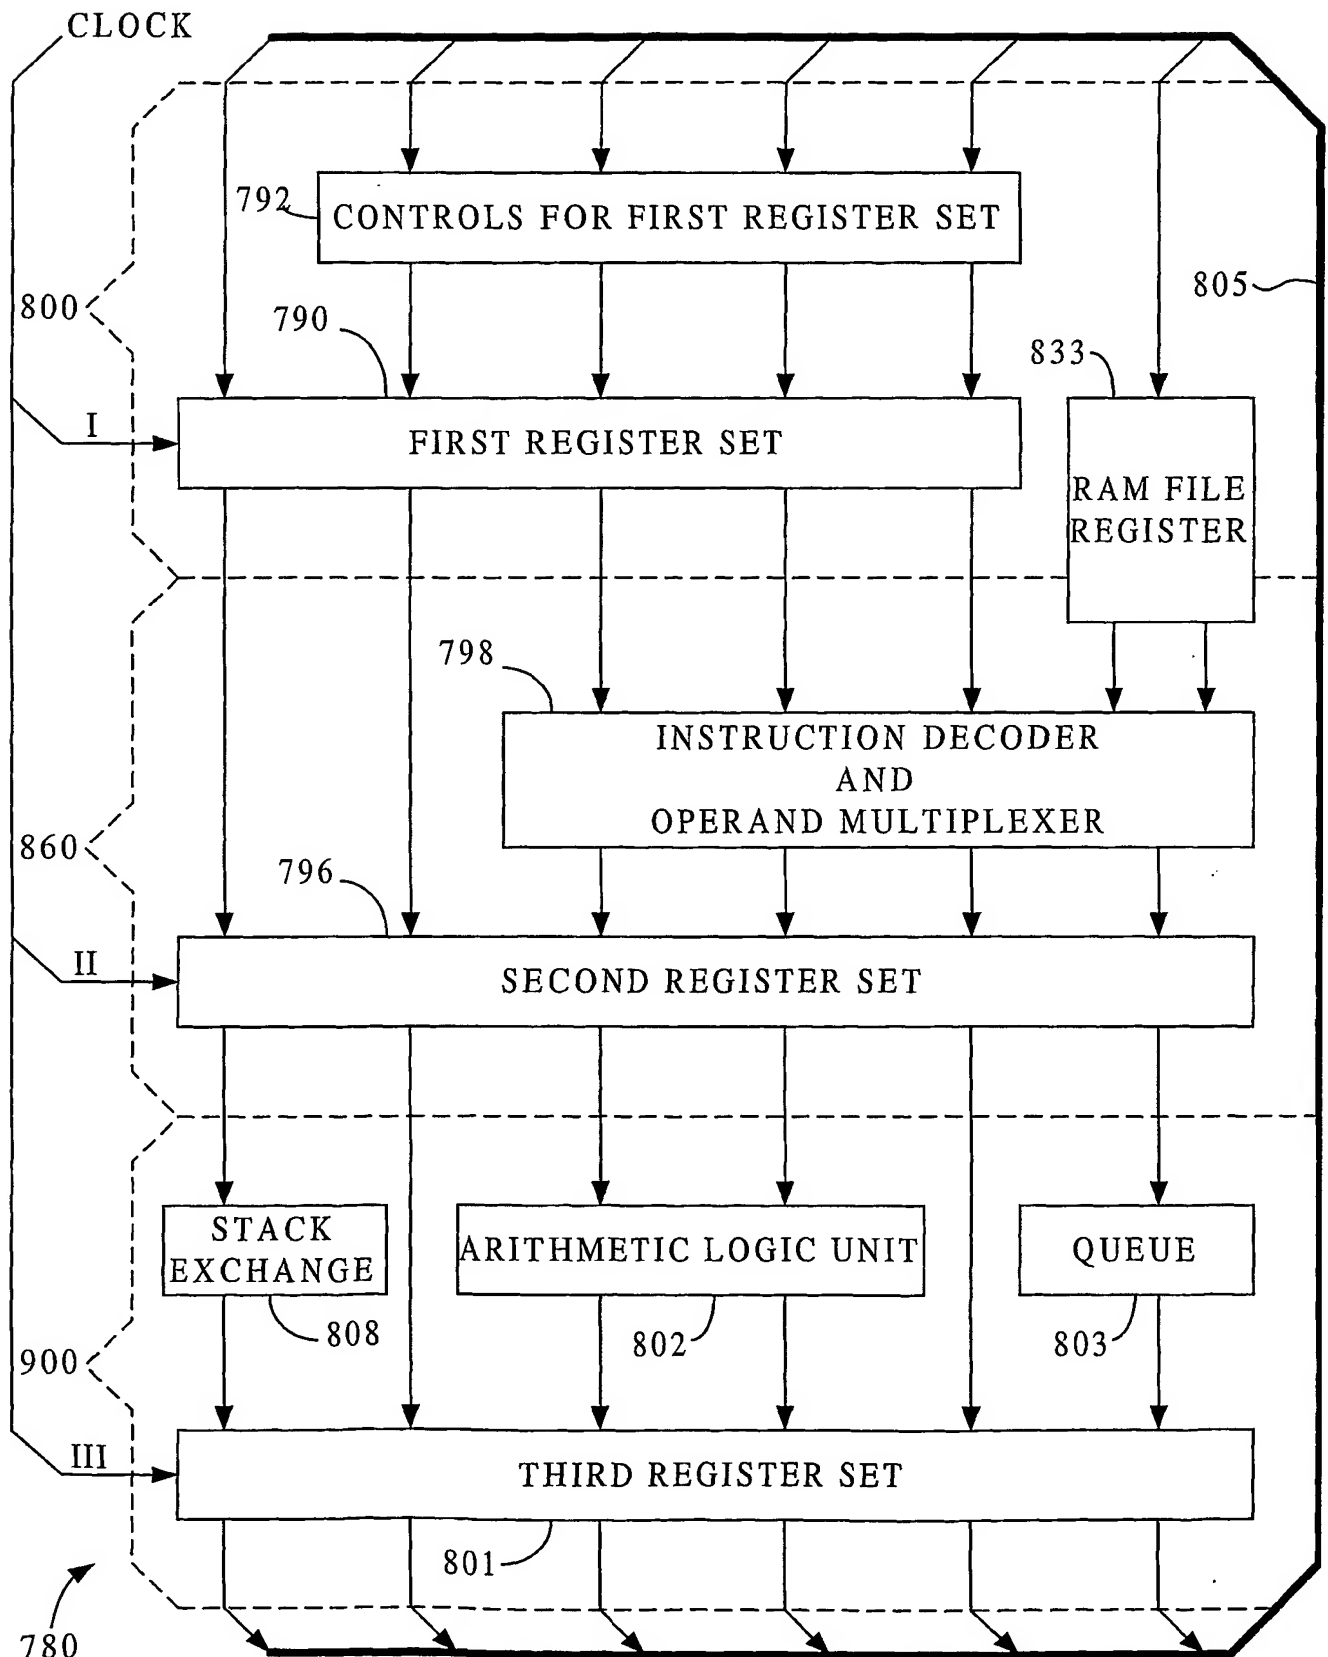 CLOCK
792
CONTROLS FOR FIRST REGISTER SET
800
805
790
833
I
FIRST REGISTER SET
RAM FILE
REGISTER
798
INSTRUCTION DECODER
AND
OPERAND MULTIPLEXER
860
796
II
SECOND REGISTER SET
STACK
EXCHANGE
ARITHMETIC LOGIC UNIT
QUEUE
808
802
803
900
III
THIRD REGISTER SET
801
780